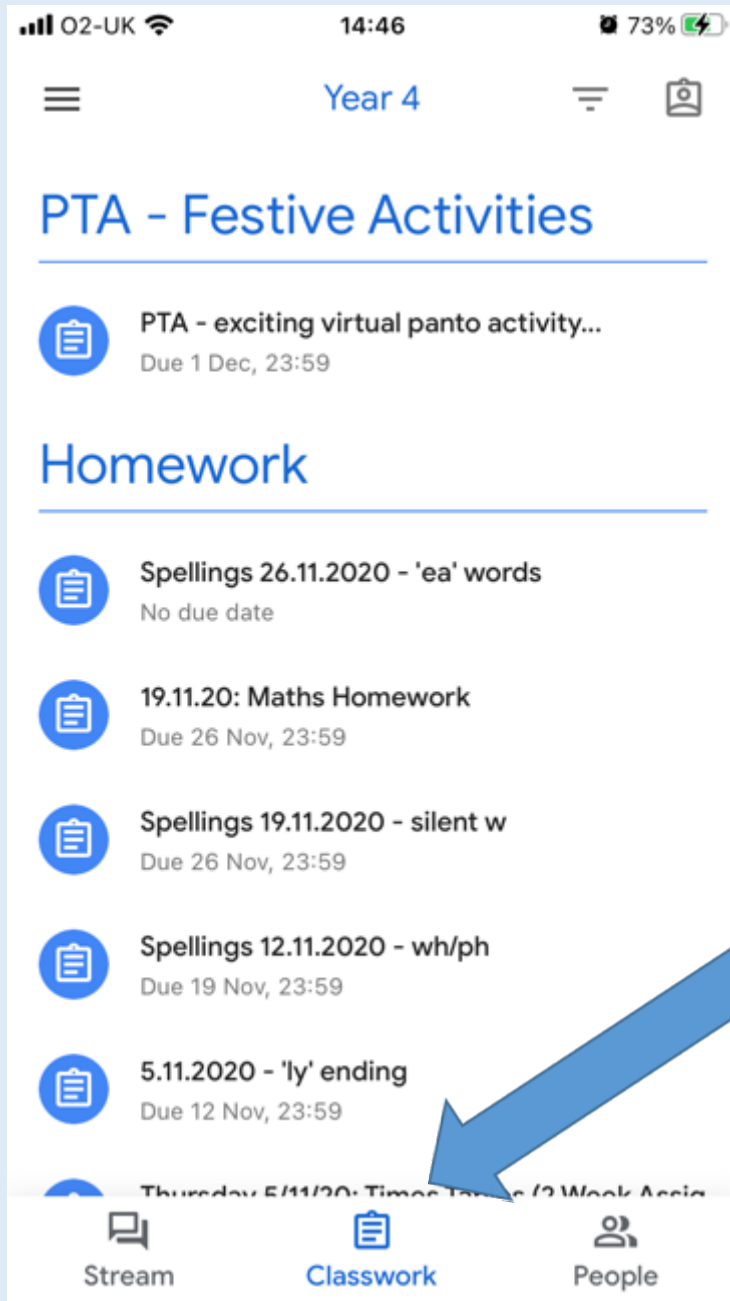 O2-UK 14:46 73%
Year 4
PTA - Festive Activities
PTA - exciting virtual panto activity...
Due 1 Dec, 23:59
Homework
Spellings 26.11.2020 - 'ea' words
No due date
19.11.20: Maths Homework
Due 26 Nov, 23:59
Spellings 19.11.2020 - silent w
Due 26 Nov, 23:59
Spellings 12.11.2020 - wh/ph
Due 19 Nov, 23:59
5.11.2020 - 'ly' ending
Due 12 Nov, 23:59
Thursday 5/11/20: Times Tables (2 Week Assig
Stream Classwork People